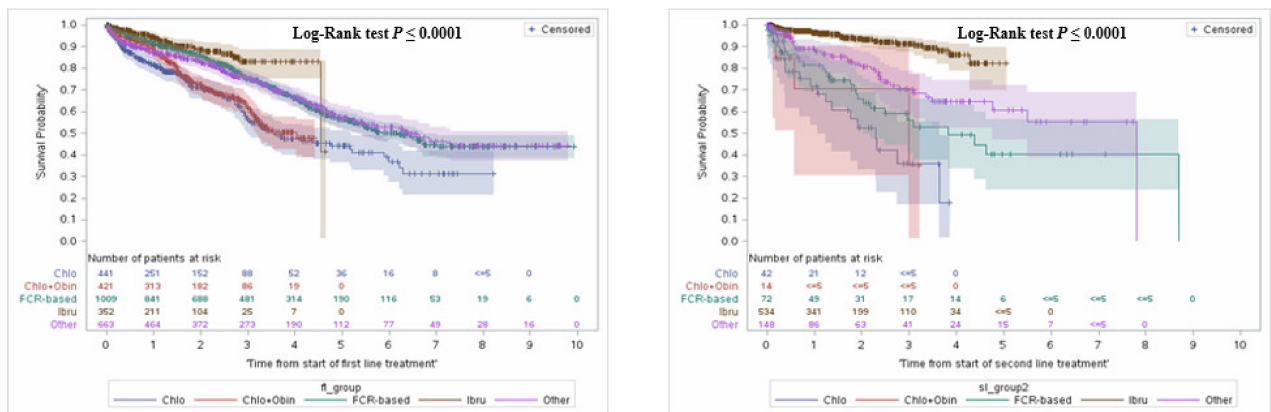 Log-Rank test P ≤ 0.0001
+ Censored
'Survival Probability'
1.0
0.9
0.8
0.7
0.6
0.5
0.4
0.3
0.2
0.1
0.0
Number of patients at risk
Chlo 441 251 152 88 52 36 16 8 <=5 0
Chlo+Obin 421 313 182 86 19 0
FCR-based 1009 841 688 481 314 190 116 53 19 6 0
Ibru 352 211 104 25 7 0
Other 663 464 372 273 190 112 77 49 28 16 0
0 1 2 3 4 5 6 7 8 9 10
'Time from start of first line treatment'
fl_group
Chlo Chlo+Obin FCR-based Ibru Other
Log-Rank test P ≤ 0.0001
+ Censored
'Survival Probability'
1.0
0.9
0.8
0.7
0.6
0.5
0.4
0.3
0.2
0.1
0.0
Number of patients at risk
Chlo 42 21 12 <=5 0
Chlo+Obin 14 <=5 <=5 <=5 0
FCR-based 72 49 31 17 14 6 <=5 <=5 <=5 0
Ibru 534 341 199 110 34 <=5 0
Other 148 86 63 41 24 15 7 <=5 0
0 1 2 3 4 5 6 7 8 9 10
'Time from start of second line treatment'
sl_group2
Chlo Chlo+Obin FCR-based Ibru Other